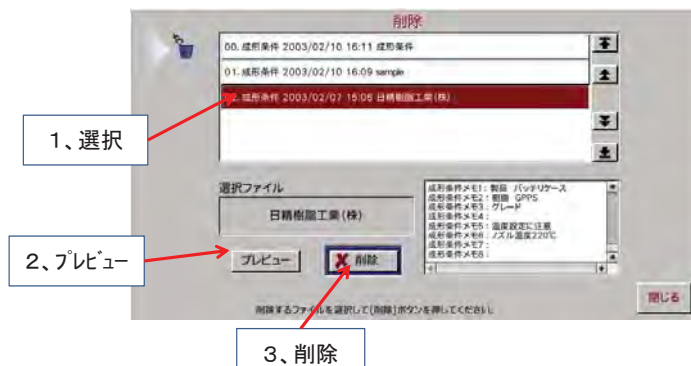 削除
00. 成形条件 2003/02/10 16:11 成形条件
01. 成形条件 2003/02/10 16:09 sample
02. 成形条件 2003/02/07 15:06 日精樹脂工業(株)
1、選択
選択ファイル
日精樹脂工業(株)
成形条件メモ1: 製品 バッテリケース
成形条件メモ2: 樹脂 GPPS
成形条件メモ3: グレード
成形条件メモ4:
成形条件メモ5: 温度設定に注意
成形条件メモ6: ノズル温度220℃
成形条件メモ7:
成形条件メモ8:
2、プレビュー
プレビュー
削除
閉じる
削除するファイルを選択して[削除]ボタンを押してください。
3、削除